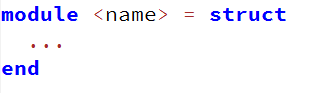 module <name> = struct
  ...
end